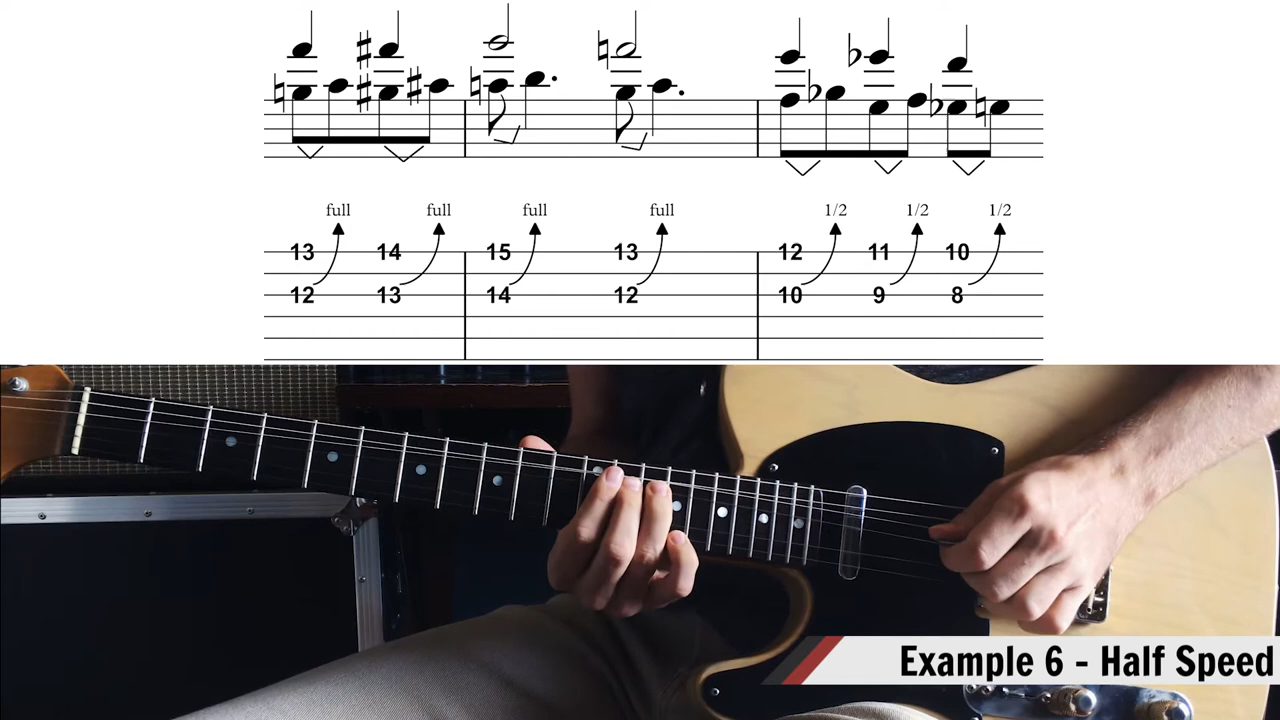 full full full full 1/2 1/2 1/2
13 14 15 13 12 11 10
12 13 14 12 10 9 8
Example 6 - Half Speed